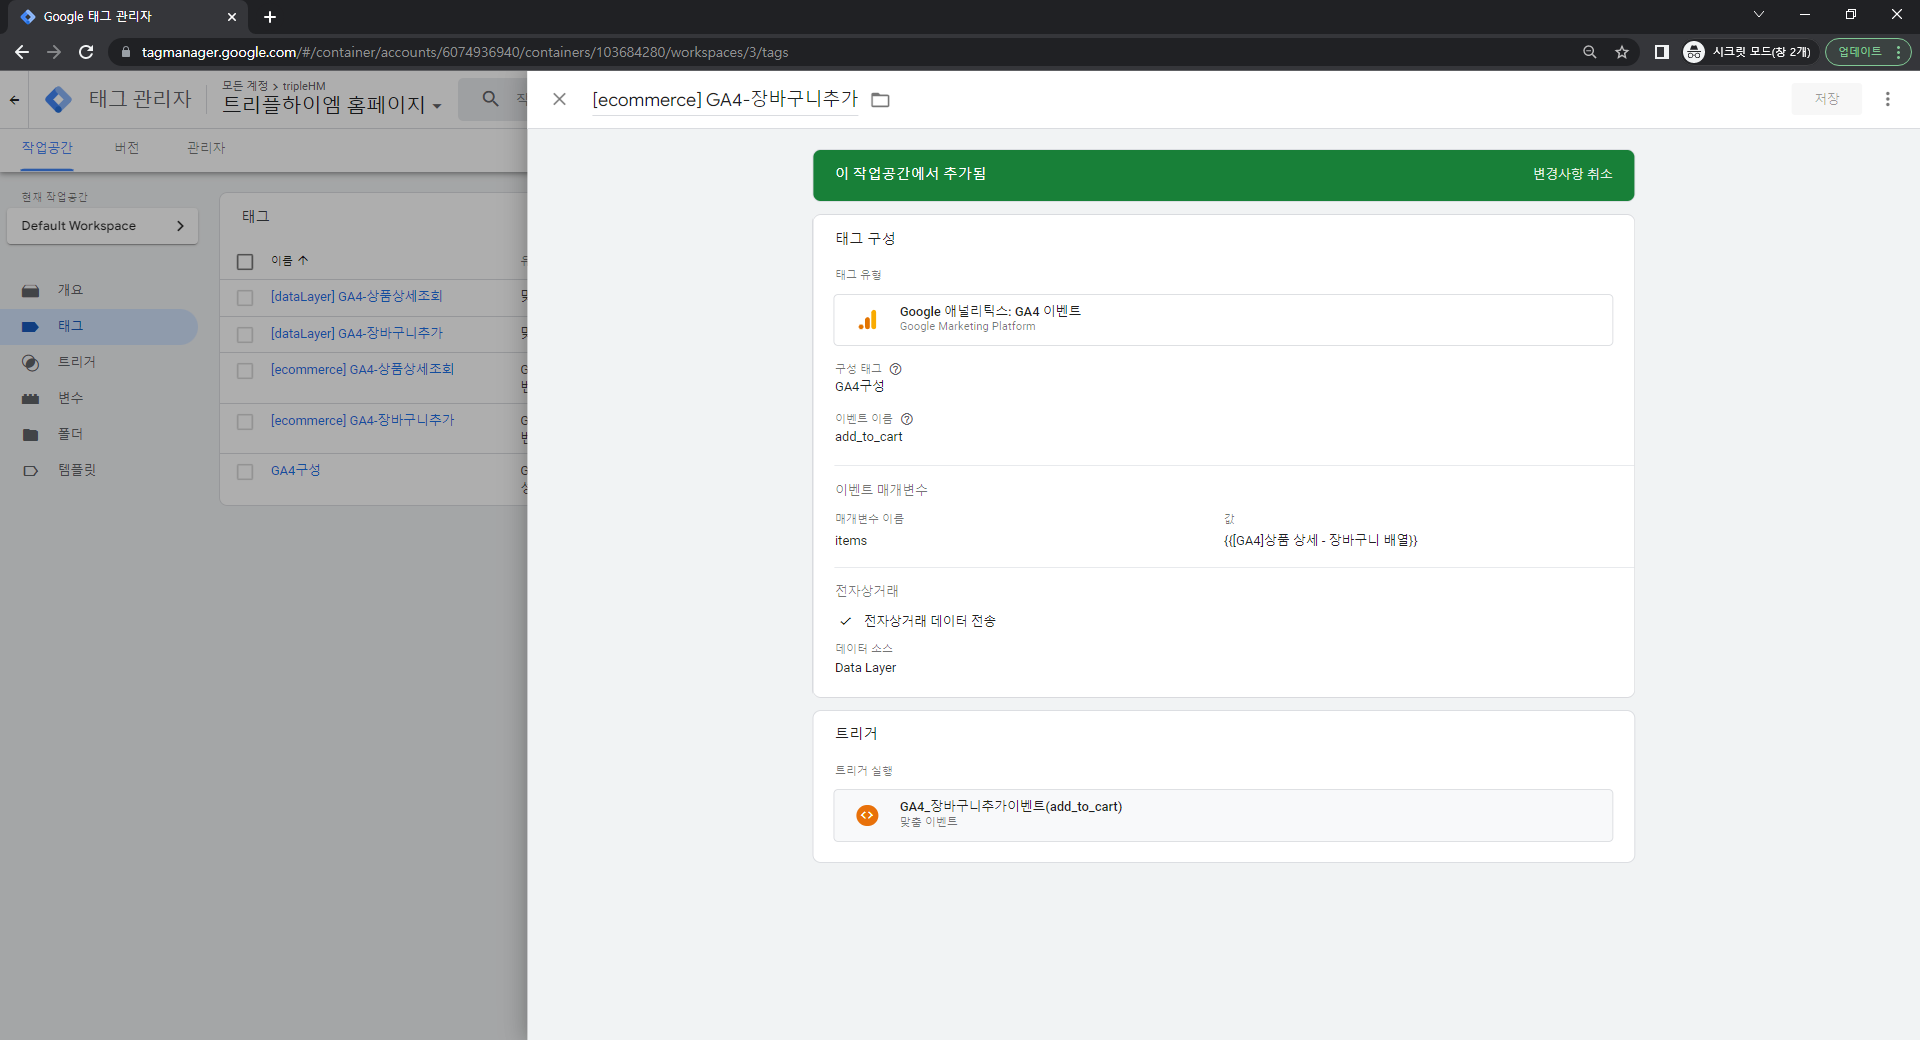 Google 태그 관리자
tagmanager.google.com/#/container/accounts/6074936940/containers/103684280/workspaces/3/tags
시크릿 모드(창 2개)
업데이트
태그 관리자
모든 계정 > tripleHM
트리플하이엠 홈페이지
[ecommerce] GA4-장바구니추가
저장
작업공간
버전
관리자
현재 작업공간
Default Workspace
개요
태그
트리거
변수
폴더
템플릿
태그
이름
[dataLayer] GA4-상품상세조회
[dataLayer] GA4-장바구니추가
[ecommerce] GA4-상품상세조회
[ecommerce] GA4-장바구니추가
GA4구성
이 작업공간에서 추가됨
변경사항 취소
태그 구성
태그 유형
Google 애널리틱스: GA4 이벤트
Google Marketing Platform
구성 태그
GA4구성
이벤트 이름
add_to_cart
이벤트 매개변수
매개변수 이름
값
items
{{[GA4]상품 상세 - 장바구니 배열}}
전자상거래
전자상거래 데이터 전송
데이터 소스
Data Layer
트리거
트리거 실행
GA4_장바구니추가이벤트(add_to_cart)
맞춤 이벤트